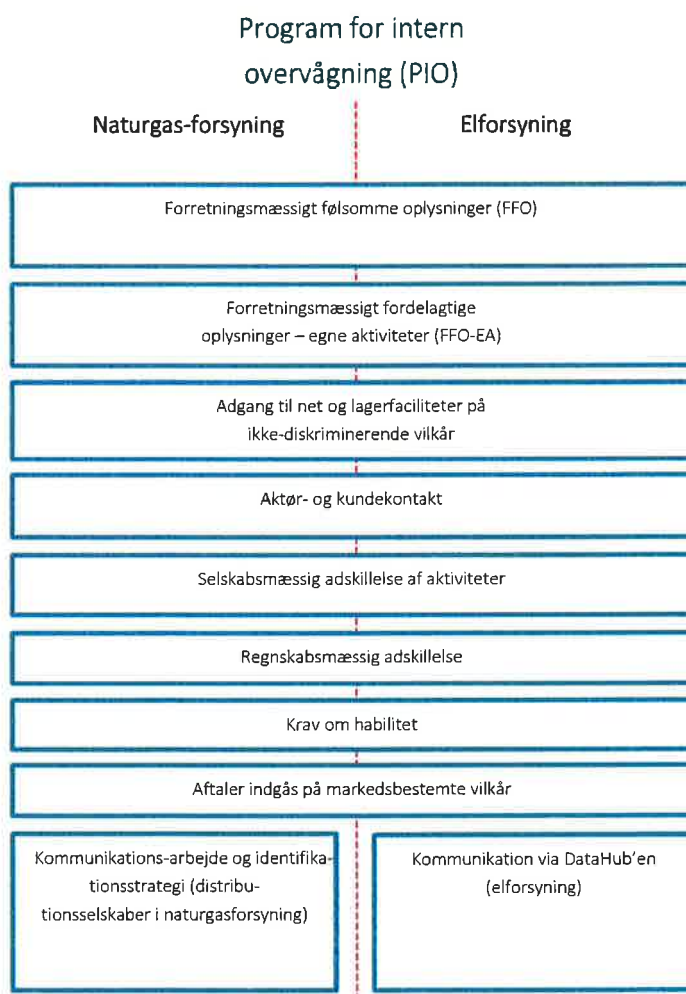 Program for intern
overvågning (PIO)
Naturgas-forsyning
Elforsyning
Forretningsmæssigt følsomme oplysninger (FFO)
Forretningsmæssigt fordelagtige
oplysninger – egne aktiviteter (FFO-EA)
Adgang til net og lagerfaciliteter på
ikke-diskriminerende vilkår
Aktør- og kundekontakt
Selskabsmæssig adskillelse af aktiviteter
Regnskabsmæssig adskillelse
Krav om habilitet
Aftaler indgås på markedsbestemte vilkår
Kommunikations-arbejde og identifika-
tionsstrategi (distribu-
tionsselskaber i naturgasforsyning)
Kommunikation via DataHub'en
(elforsyning)